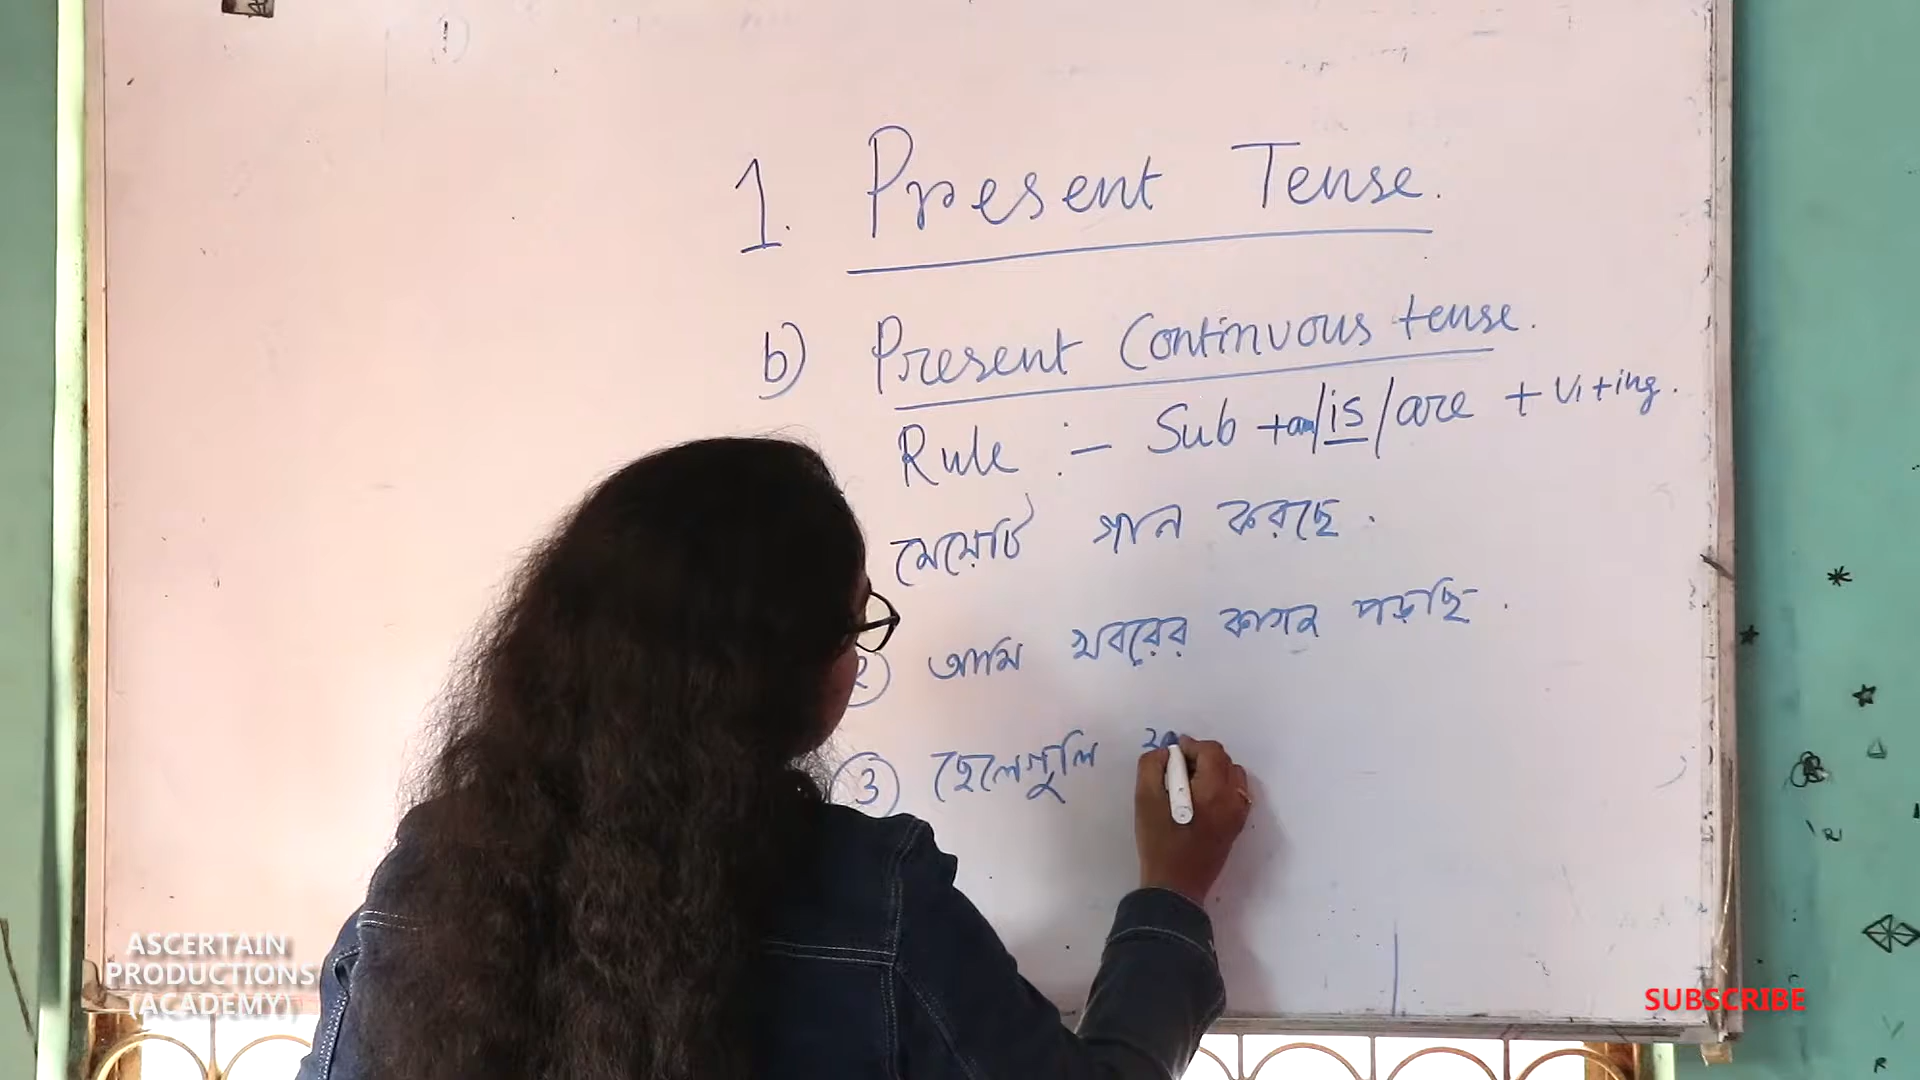 1. Present Tense.
b) Present Continuous tense.
Rule :- Sub + am/is/are + V1 + ing.
মেয়েটি গান করছে.
২ আমি খবরের কাগজ পড়ছি.
3 ছেলেগুলি
ASCERTAIN
PRODUCTIONS
(ACADEMY)
SUBSCRIBE